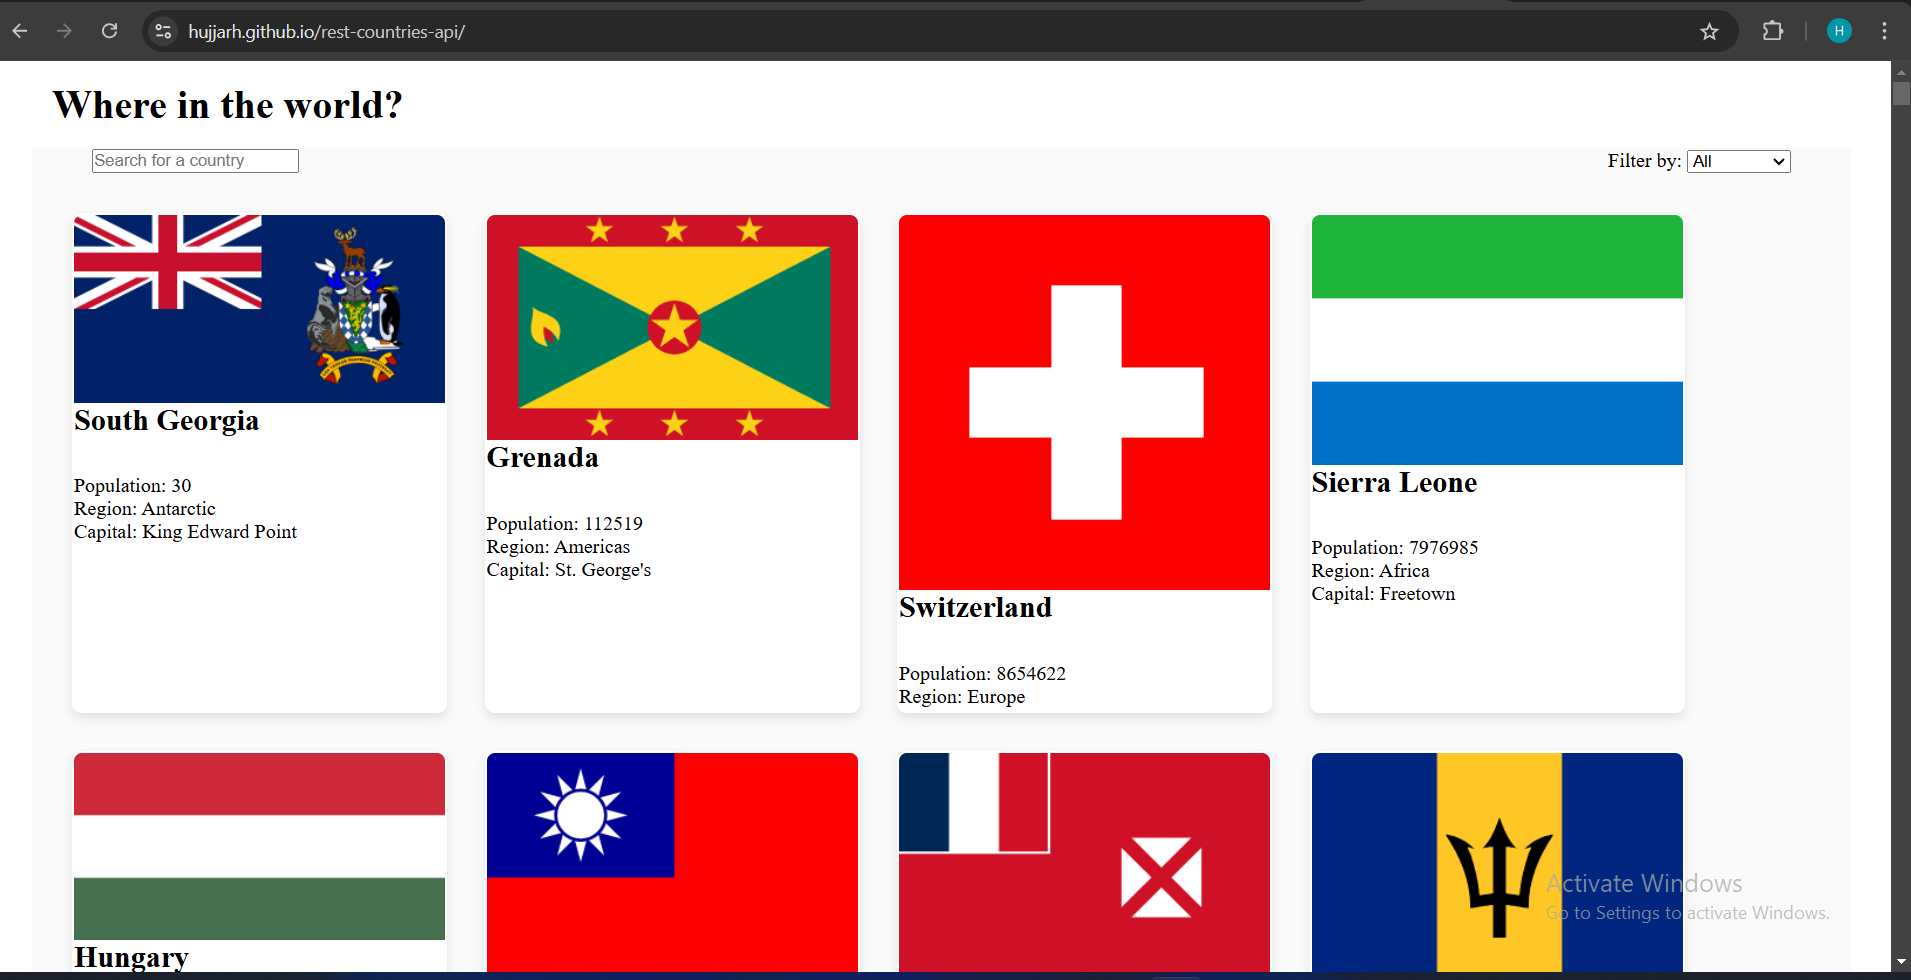 hujjarh.github.io/rest-countries-api/
H
Where in the world?
Search for a country
Filter by: All
South Georgia
Population: 30
Region: Antarctic
Capital: King Edward Point
Grenada
Population: 112519
Region: Americas
Capital: St. George's
Switzerland
Population: 8654622
Region: Europe
Sierra Leone
Population: 7976985
Region: Africa
Capital: Freetown
Hungary
Activate Windows
Go to Settings to activate Windows.